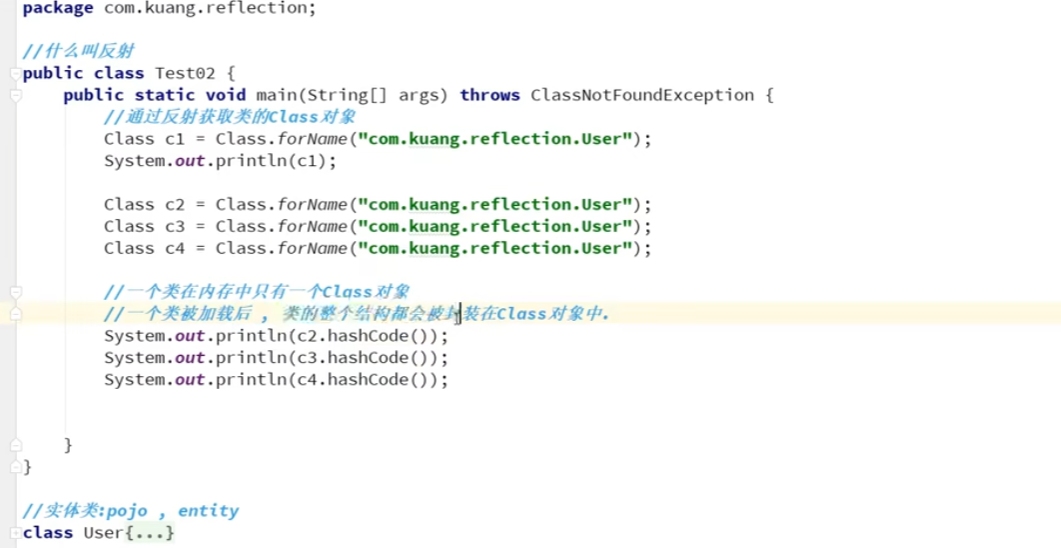 package com.kuang.reflection;
//什么叫反射
public class Test02 {
public static void main(String[] args) throws ClassNotFoundException {
//通过反射获取类的Class对象
Class c1 = Class.forName("com.kuang.reflection.User");
System.out.println(c1);
Class c2 = Class.forName("com.kuang.reflection.User");
Class c3 = Class.forName("com.kuang.reflection.User");
Class c4 = Class.forName("com.kuang.reflection.User");
//一个类在内存中只有一个Class对象
//一个类被加载后 , 类的整个结构都会被封装在Class对象中.
System.out.println(c2.hashCode());
System.out.println(c3.hashCode());
System.out.println(c4.hashCode());
}
}
//实体类:pojo , entity
class User{...}